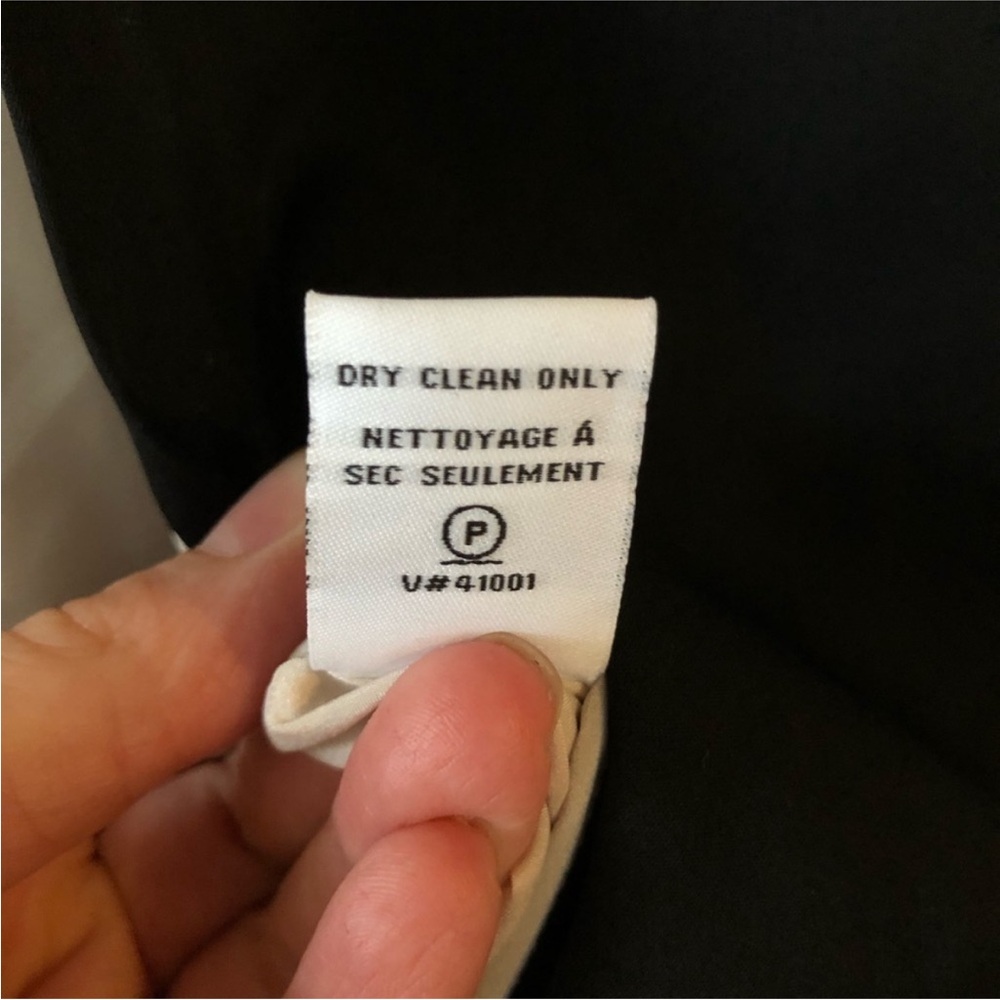 DRY CLEAN ONLY
NETTOYAGE Á
SEC SEULEMENT
P
V#41001